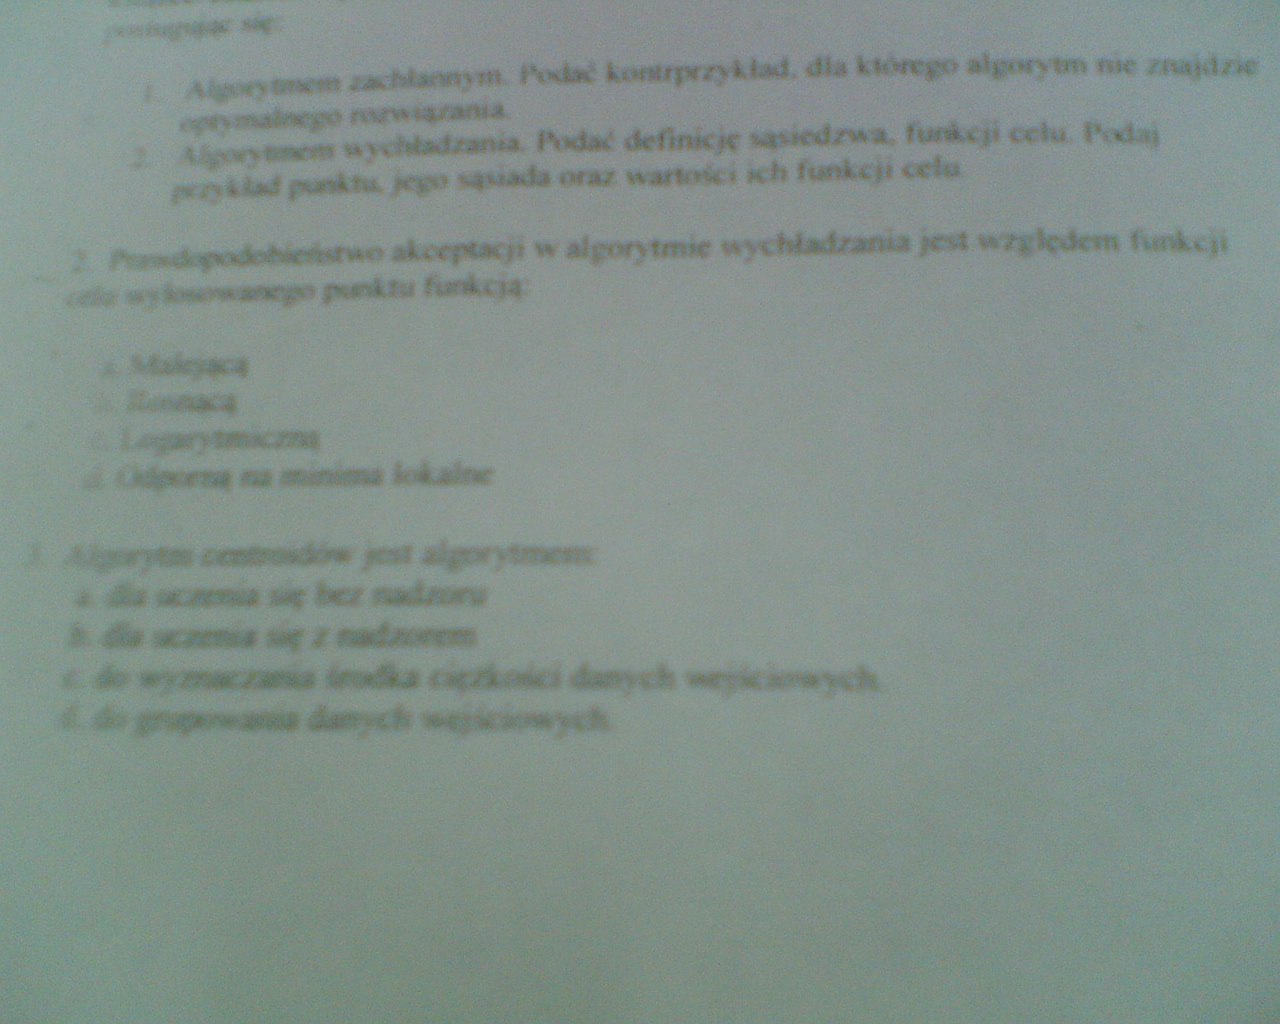 posługując się:
1. Algorytmem zachłannym. Podać kontrprzykład, dla którego algorytm nie znajdzie
optymalnego rozwiązania.
2. Algorytmem wychładzania. Podać definicję sąsiedzwa, funkcji celu. Podaj
przykład punktu, jego sąsiada oraz wartości ich funkcji celu.
2. Prawdopodobieństwo akceptacji w algorytmie wychładzania jest względem funkcji
celu wylosowanego punktu funkcją:
a. Malejącą
b. Rosnącą
c. Logarytmiczną
d. Odporną na minima lokalne
3. Algorytm centroidów jest algorytmem:
a. dla uczenia się bez nadzoru
b. dla uczenia się z nadzorem
c. do wyznaczania środka ciężkości danych wejściowych.
d. do grupowania danych wejściowych.